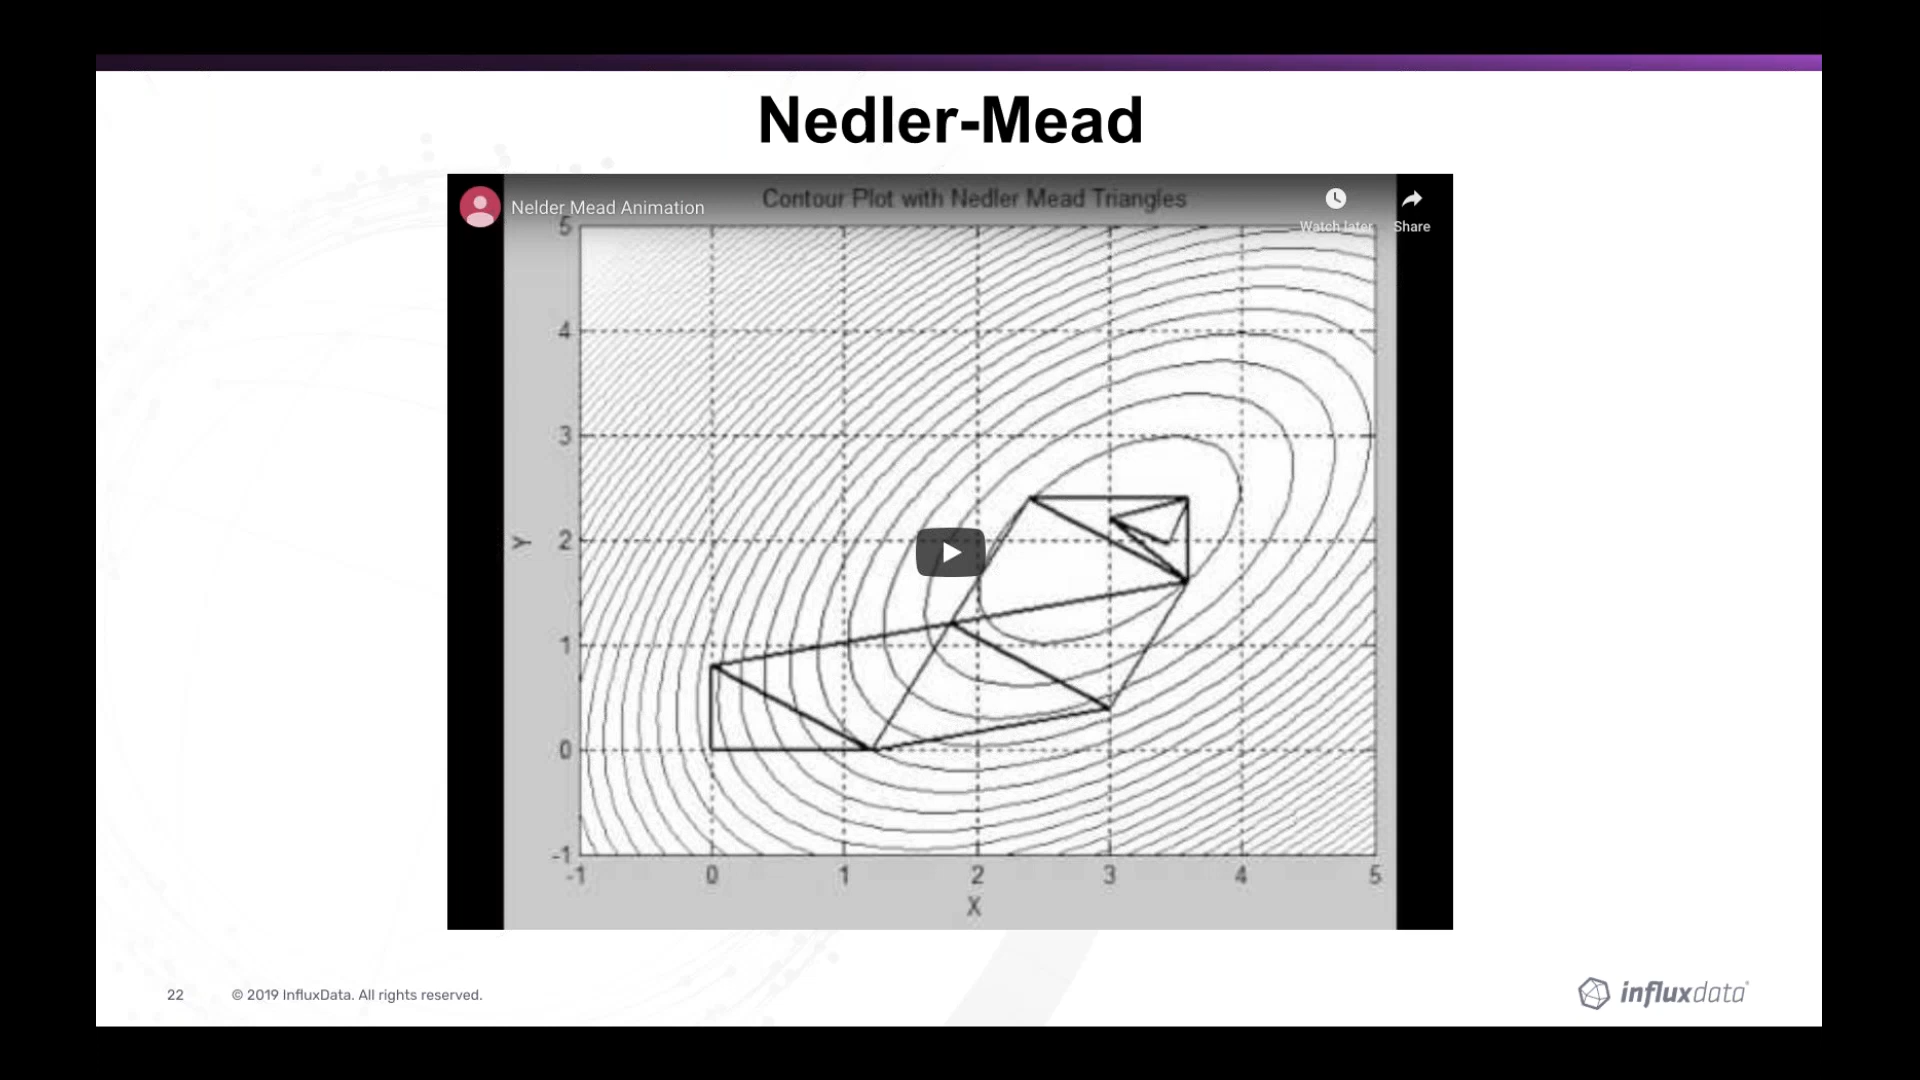 Nedler-Mead
Contour Plot with Nedler Mead Triangles
Nelder Mead Animation
Watch later
Share
5
4
3
2
1
0
-1
Y
-1 0 1 2 3 4 5
X
22
© 2019 InfluxData. All rights reserved.
influxdata